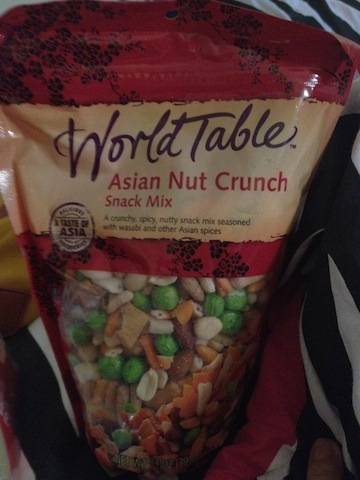 World Table™
Asian Nut Crunch
Snack Mix
A crunchy, spicy, nutty snack mix seasoned
with wasabi and other Asian spices
A TASTE OF
ASIA